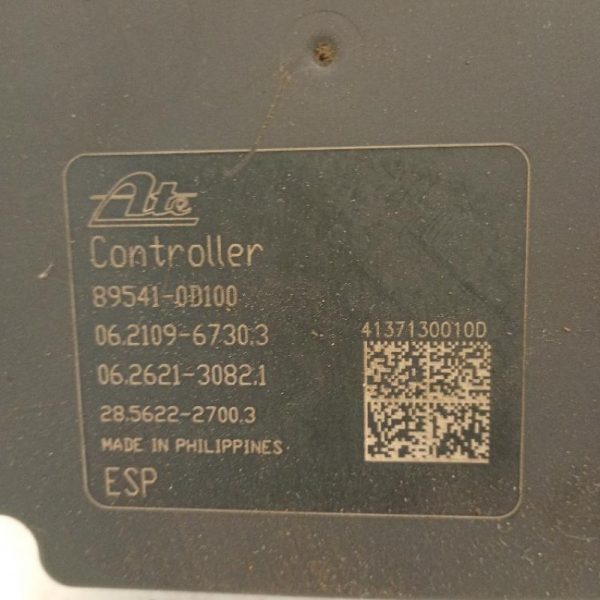 Ate
Controller
89541-0D100
06.2109-6730.3
06.2621-3082.1
28.5622-2700.3
MADE IN PHILIPPINES
ESP
4137130010D